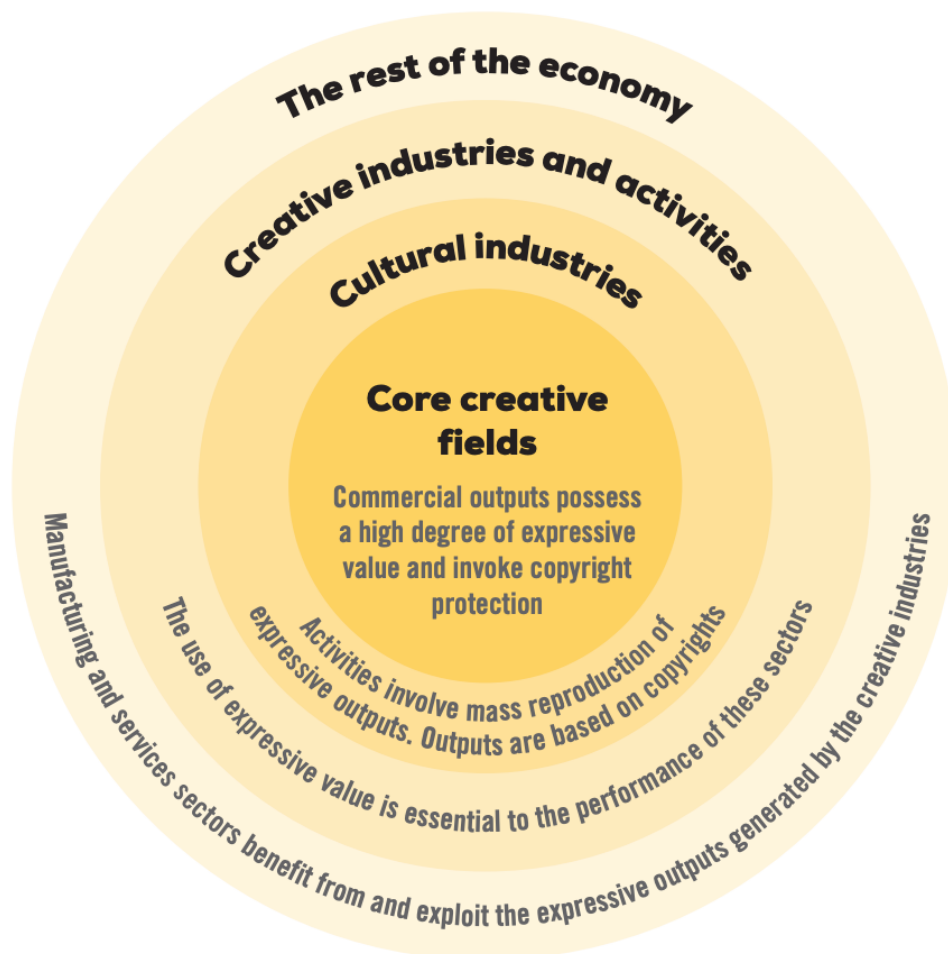 The rest of the economy
Creative industries and activities
Cultural industries
Core creative
fields
Commercial outputs possess
a high degree of expressive
value and invoke copyright
protection
Activities involve mass reproduction of
expressive outputs. Outputs are based on copyrights
The use of expressive value is essential to the performance of these sectors
Manufacturing and services sectors benefit from and exploit the expressive outputs generated by the creative industries